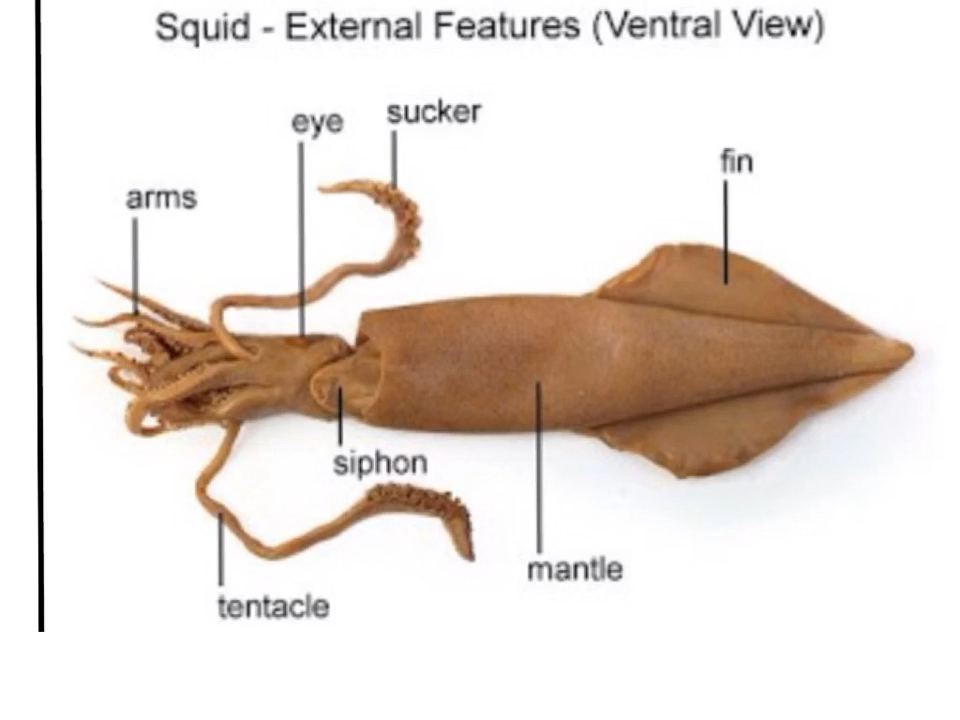 Squid - External Features (Ventral View)
sucker
eye
fin
arms
siphon
mantle
tentacle